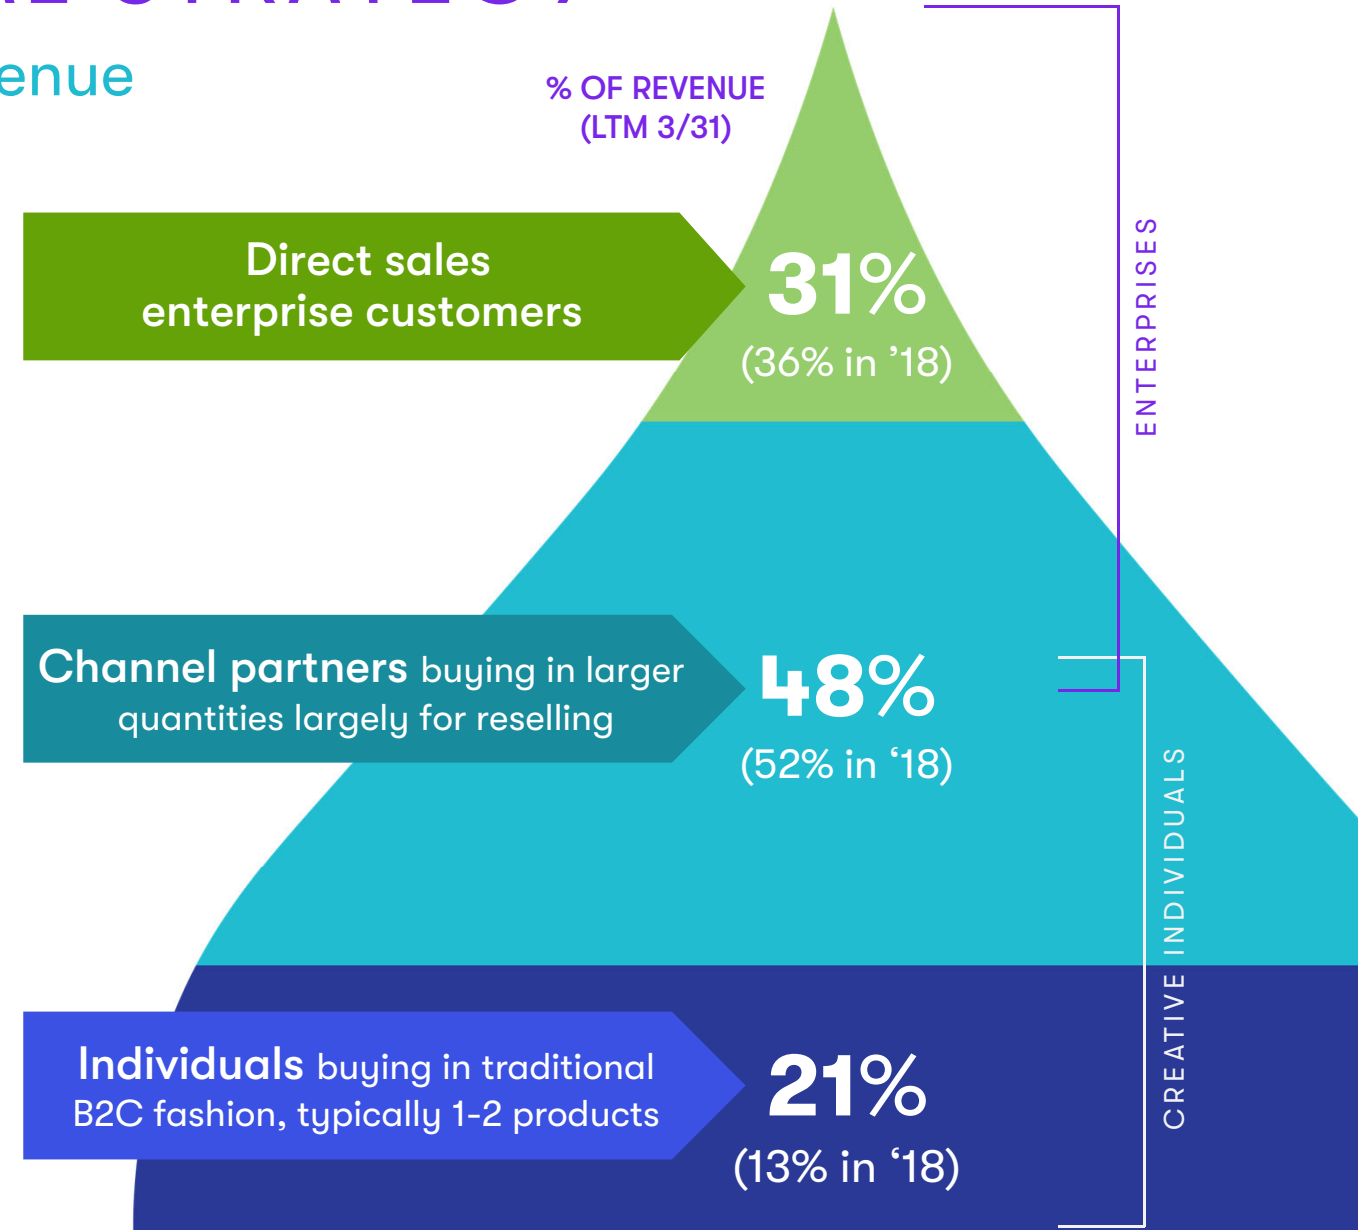 enue
% OF REVENUE
(LTM 3/31)
Direct sales
enterprise customers
31%
(36% in ’18)
ENTERPRISES
Channel partners buying in larger
quantities largely for reselling
48%
(52% in ‘18)
CREATIVE INDIVIDUALS
Individuals buying in traditional
B2C fashion, typically 1-2 products
21%
(13% in ‘18)